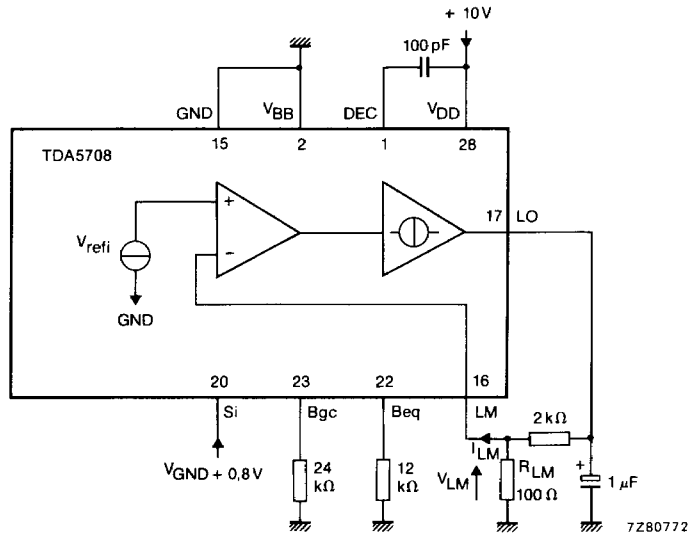 + 10 V
100 pF
GND
V_BB
DEC
V_DD
15
2
1
28
TDA5708
17
LO
+
−
V_refi
GND
20
23
22
16
Si
Bgc
Beq
LM
2 kΩ
I_LM
V_GND + 0,8 V
24 kΩ
12 kΩ
V_LM
R_LM
100 Ω
+
1 µF
7Z80772